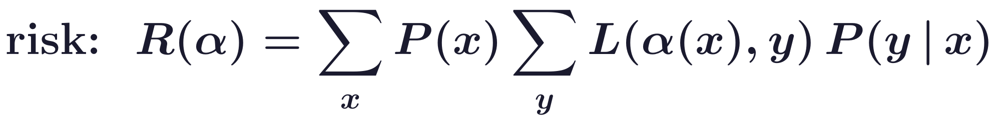 risk: R(α) = ∑_x P(x) ∑_y L(α(x), y) P(y | x)